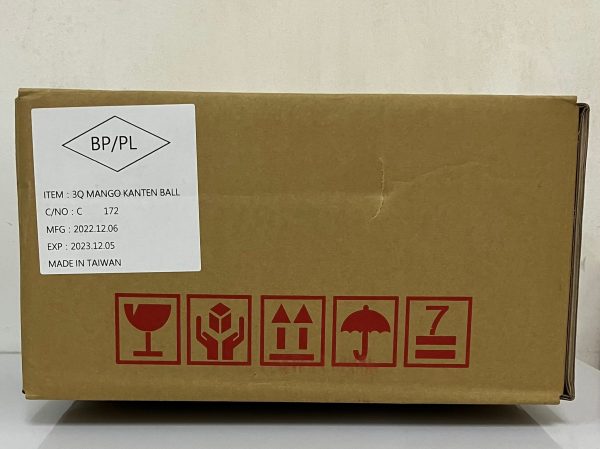 BP/PL
ITEM : 3Q MANGO KANTEN BALL
C/NO : C 172
MFG : 2022.12.06
EXP : 2023.12.05
MADE IN TAIWAN
7